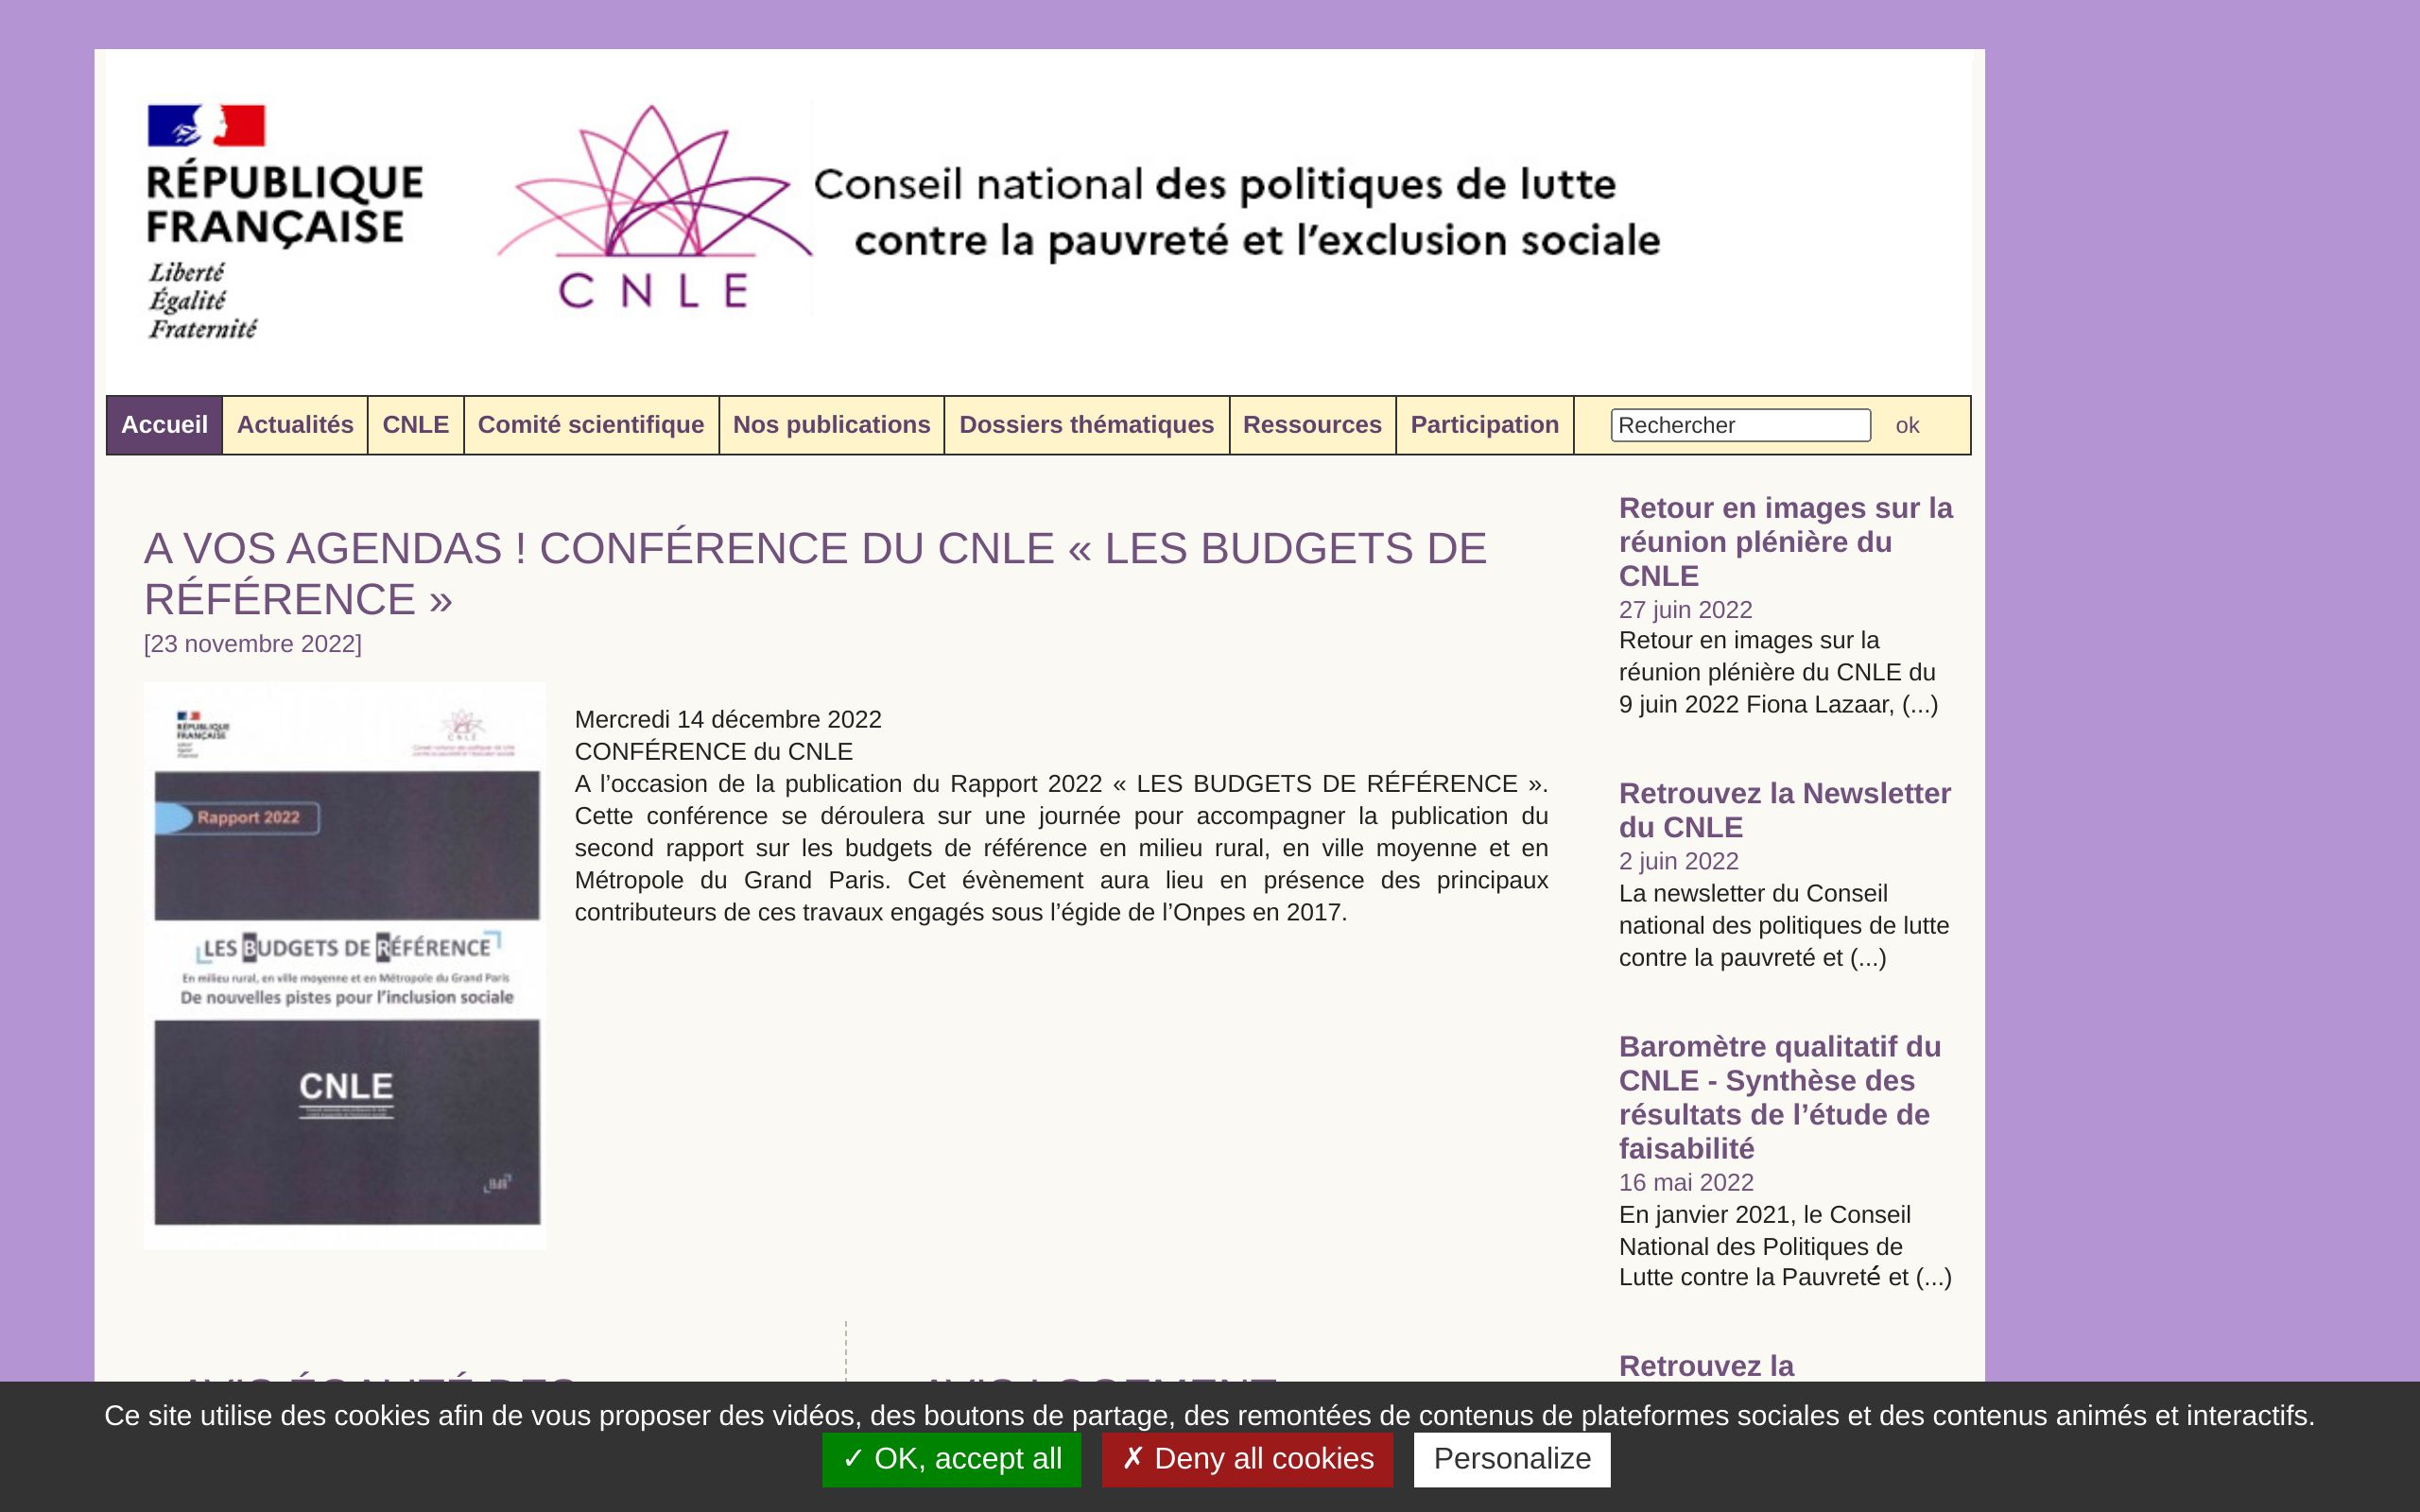 RÉPUBLIQUE
FRANÇAISE
Liberté
Égalité
Fraternité
CNLE
Conseil national des politiques de lutte
contre la pauvreté et l'exclusion sociale
Accueil Actualités CNLE Comité scientifique Nos publications Dossiers thématiques Ressources Participation Rechercher ok
A VOS AGENDAS ! CONFÉRENCE DU CNLE « LES BUDGETS DE
RÉFÉRENCE »
[23 novembre 2022]
RÉPUBLIQUE
FRANÇAISE
CNLE
Rapport 2022
LES BUDGETS DE RÉFÉRENCE
En milieu rural, en ville moyenne et en Métropole du Grand Paris
De nouvelles pistes pour l'inclusion sociale
CNLE
Mercredi 14 décembre 2022
CONFÉRENCE du CNLE
A l’occasion de la publication du Rapport 2022 « LES BUDGETS DE RÉFÉRENCE ».
Cette conférence se déroulera sur une journée pour accompagner la publication du
second rapport sur les budgets de référence en milieu rural, en ville moyenne et en
Métropole du Grand Paris. Cet évènement aura lieu en présence des principaux
contributeurs de ces travaux engagés sous l’égide de l’Onpes en 2017.
Retour en images sur la
réunion plénière du
CNLE
27 juin 2022
Retour en images sur la
réunion plénière du CNLE du
9 juin 2022 Fiona Lazaar, (...)
Retrouvez la Newsletter
du CNLE
2 juin 2022
La newsletter du Conseil
national des politiques de lutte
contre la pauvreté et (...)
Baromètre qualitatif du
CNLE - Synthèse des
résultats de l’étude de
faisabilité
16 mai 2022
En janvier 2021, le Conseil
National des Politiques de
Lutte contre la Pauvreté et (...)
Retrouvez la
Ce site utilise des cookies afin de vous proposer des vidéos, des boutons de partage, des remontées de contenus de plateformes sociales et des contenus animés et interactifs.
✓ OK, accept all ✗ Deny all cookies Personalize